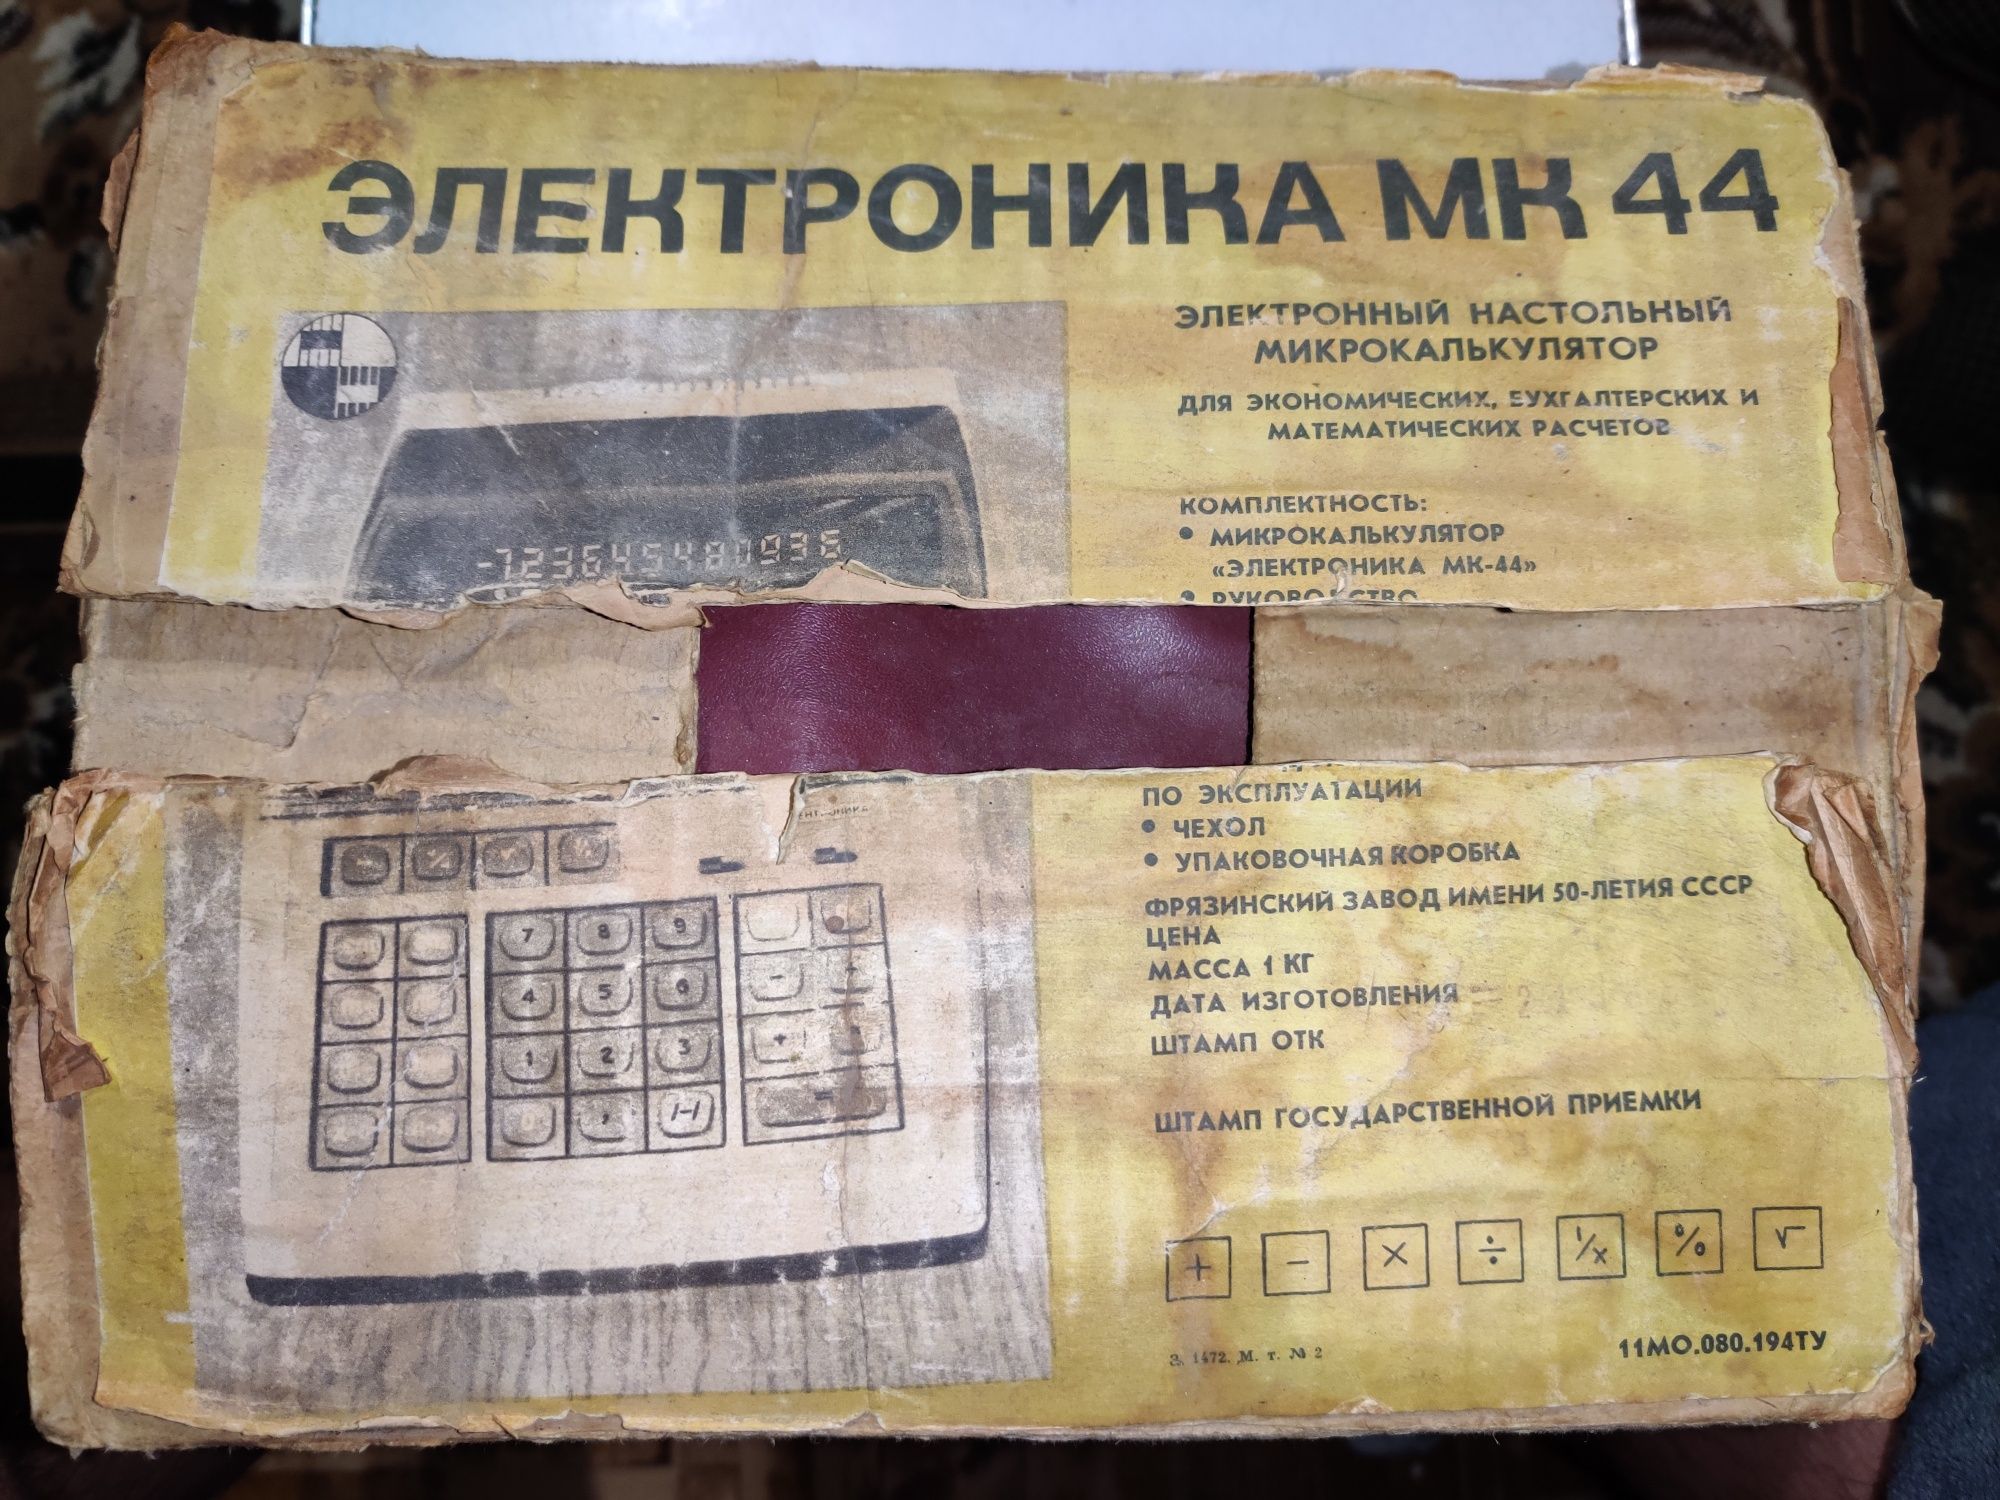 ЭЛЕКТРОНИКА МК 44
ЭЛЕКТРОННЫЙ НАСТОЛЬНЫЙ
МИКРОКАЛЬКУЛЯТОР
ДЛЯ ЭКОНОМИЧЕСКИХ, БУХГАЛТЕРСКИХ И
МАТЕМАТИЧЕСКИХ РАСЧЕТОВ
КОМПЛЕКТНОСТЬ:
• МИКРОКАЛЬКУЛЯТОР
«ЭЛЕКТРОНИКА МК-44»
• РУКОВОДСТВО
ПО ЭКСПЛУАТАЦИИ
• ЧЕХОЛ
• УПАКОВОЧНАЯ КОРОБКА
ФРЯЗИНСКИЙ ЗАВОД ИМЕНИ 50-ЛЕТИЯ СССР
ЦЕНА
МАССА 1 КГ
ДАТА ИЗГОТОВЛЕНИЯ
ШТАМП ОТК
ШТАМП ГОСУДАРСТВЕННОЙ ПРИЕМКИ
7 8 9
4 5 6
1 2 3
0 , /-/
+ − × ÷ 1/x % √
З. 1472. М. т. № 2
11МО.080.194ТУ